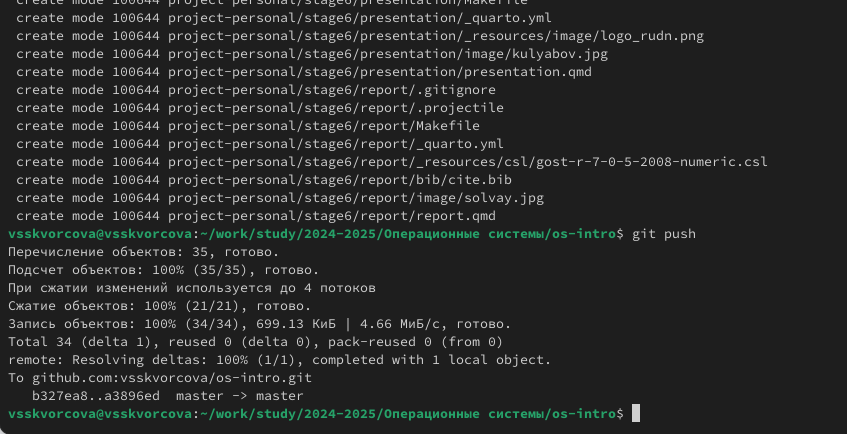 create mode 100644 project-personal/stage6/presentation/Makefile
create mode 100644 project-personal/stage6/presentation/_quarto.yml
create mode 100644 project-personal/stage6/presentation/_resources/image/logo_rudn.png
create mode 100644 project-personal/stage6/presentation/image/kulyabov.jpg
create mode 100644 project-personal/stage6/presentation/presentation.qmd
create mode 100644 project-personal/stage6/report/.gitignore
create mode 100644 project-personal/stage6/report/.projectile
create mode 100644 project-personal/stage6/report/Makefile
create mode 100644 project-personal/stage6/report/_quarto.yml
create mode 100644 project-personal/stage6/report/_resources/csl/gost-r-7-0-5-2008-numeric.csl
create mode 100644 project-personal/stage6/report/bib/cite.bib
create mode 100644 project-personal/stage6/report/image/solvay.jpg
create mode 100644 project-personal/stage6/report/report.qmd
vsskvorcova@vsskvorcova:~/work/study/2024-2025/Операционные системы/os-intro$ git push
Перечисление объектов: 35, готово.
Подсчет объектов: 100% (35/35), готово.
При сжатии изменений используется до 4 потоков
Сжатие объектов: 100% (21/21), готово.
Запись объектов: 100% (34/34), 699.13 КиБ | 4.66 МиБ/с, готово.
Total 34 (delta 1), reused 0 (delta 0), pack-reused 0 (from 0)
remote: Resolving deltas: 100% (1/1), completed with 1 local object.
To github.com:vsskvorcova/os-intro.git
b327ea8..a3896ed  master -> master
vsskvorcova@vsskvorcova:~/work/study/2024-2025/Операционные системы/os-intro$